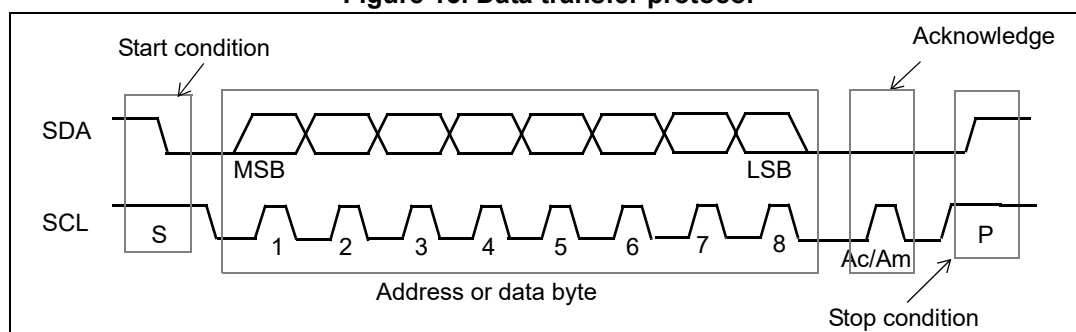 Figure 16. Data transfer protocol
Start condition
Acknowledge
SDA
MSB
LSB
SCL
S
1
2
3
4
5
6
7
8
Ac/Am
P
Address or data byte
Stop condition